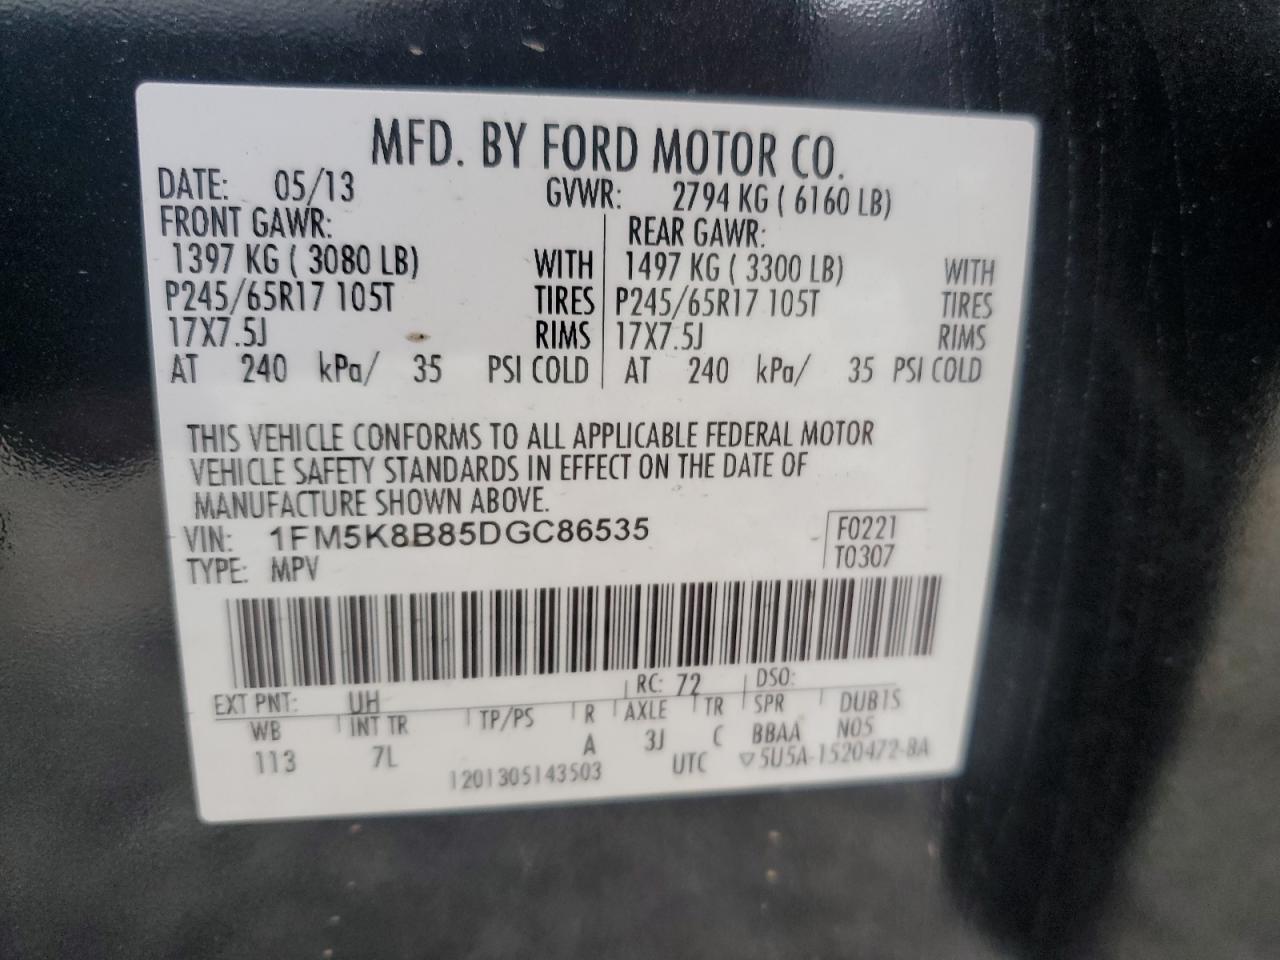 MFD. BY FORD MOTOR CO.
DATE: 05/13 GVWR: 2794 KG ( 6160 LB)
FRONT GAWR: REAR GAWR:
1397 KG ( 3080 LB) WITH 1497 KG ( 3300 LB) WITH
P245/65R17 105T TIRES P245/65R17 105T TIRES
17X7.5J RIMS 17X7.5J RIMS
AT 240 kPa/ 35 PSI COLD AT 240 kPa/ 35 PSI COLD
THIS VEHICLE CONFORMS TO ALL APPLICABLE FEDERAL MOTOR
VEHICLE SAFETY STANDARDS IN EFFECT ON THE DATE OF
MANUFACTURE SHOWN ABOVE.
VIN: 1FM5K8B85DGC86535 F0221
TYPE: MPV T0307
EXT PNT: UH RC: 72 DSO:
WB INT TR TP/PS R AXLE TR SPR DUBTS
113 7L A 3J C BBAA N05
1201305143503 UTC ▽5U5A-1520472-BA